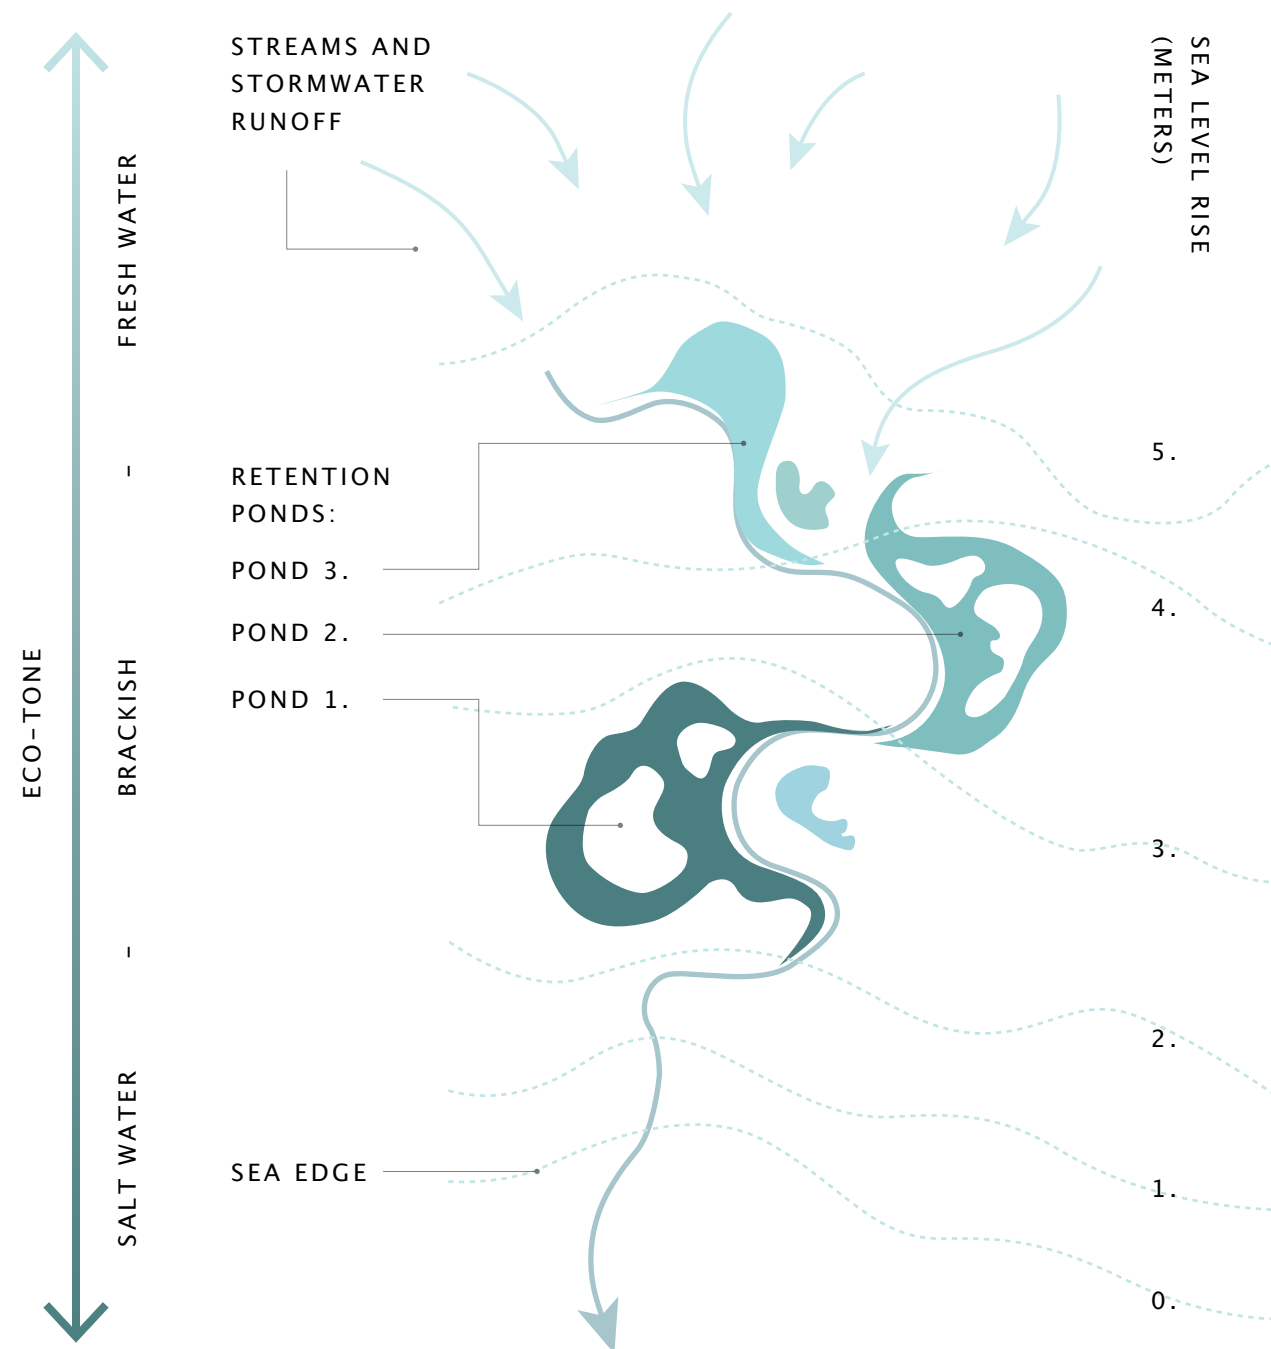 STREAMS AND
STORMWATER
RUNOFF
SEA LEVEL RISE
(METERS)
ECO-TONE
FRESH WATER
–
BRACKISH
–
SALT WATER
RETENTION
PONDS:
POND 3.
POND 2.
POND 1.
SEA EDGE
5.
4.
3.
2.
1.
0.